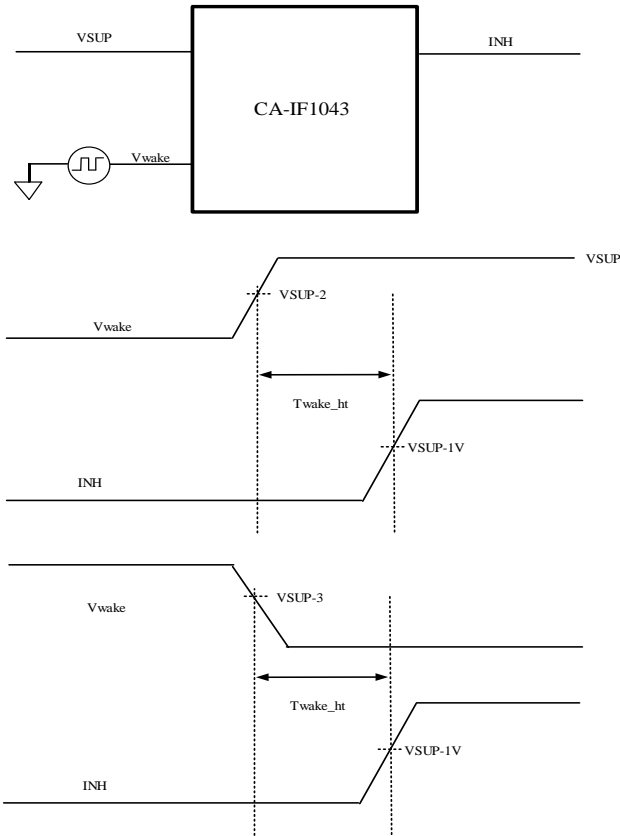 VSUP
INH
CA-IF1043
Vwake
VSUP
VSUP-2
Vwake
Twake_ht
VSUP-1V
INH
VSUP-3
Vwake
Twake_ht
VSUP-1V
INH